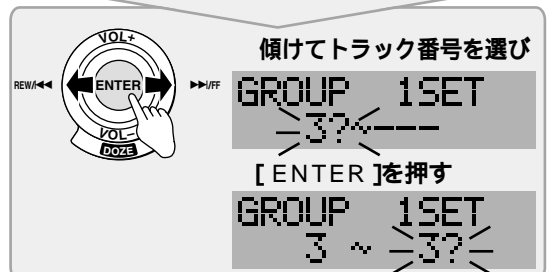 VOL+
REW/⏮
ENTER
⏭/FF
VOL–
DOZE
傾けてトラック番号を選び
GROUP 1SET
3?~---
[ ENTER ]を押す
GROUP 1SET
3 ~ 3?